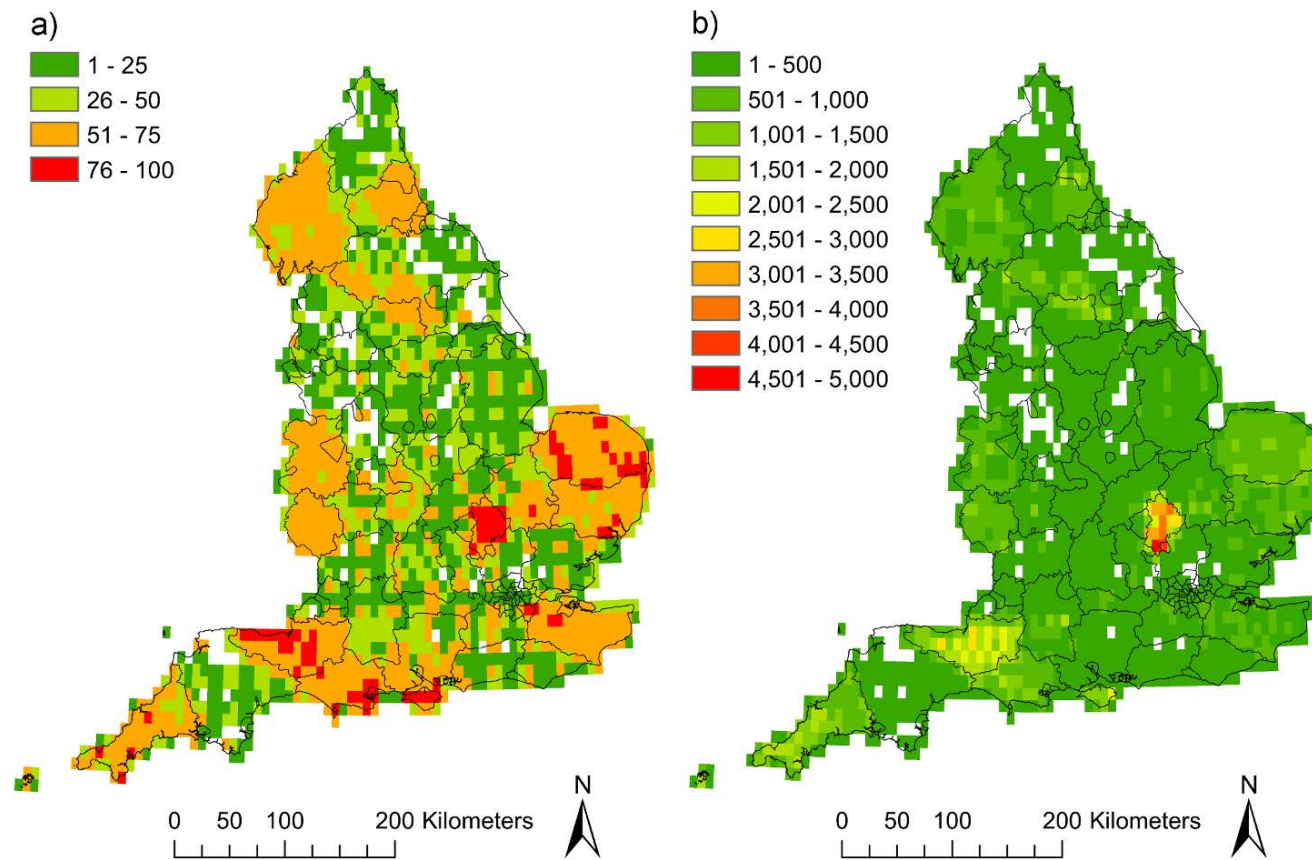 a)
1 - 25
26 - 50
51 - 75
76 - 100
N
0 50 100 200 Kilometers
b)
1 - 500
501 - 1,000
1,001 - 1,500
1,501 - 2,000
2,001 - 2,500
2,501 - 3,000
3,001 - 3,500
3,501 - 4,000
4,001 - 4,500
4,501 - 5,000
N
0 50 100 200 Kilometers